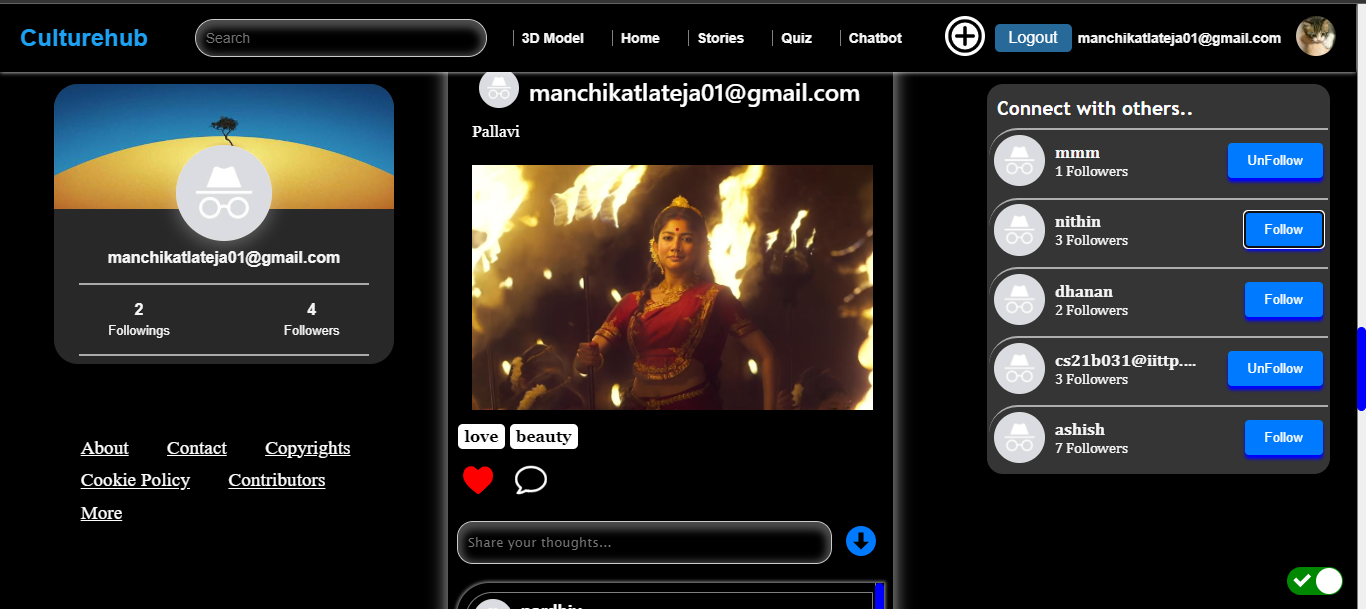 Culturehub
Search
3D Model
Home
Stories
Quiz
Chatbot
Logout
manchikatlateja01@gmail.com
manchikatlateja01@gmail.com
2
Followings
4
Followers
About
Contact
Copyrights
Cookie Policy
Contributors
More
manchikatlateja01@gmail.com
Pallavi
love
beauty
Share your thoughts...
Connect with others..
mmm
1 Followers
UnFollow
nithin
3 Followers
Follow
dhanan
2 Followers
Follow
cs21b031@iittp....
3 Followers
UnFollow
ashish
7 Followers
Follow